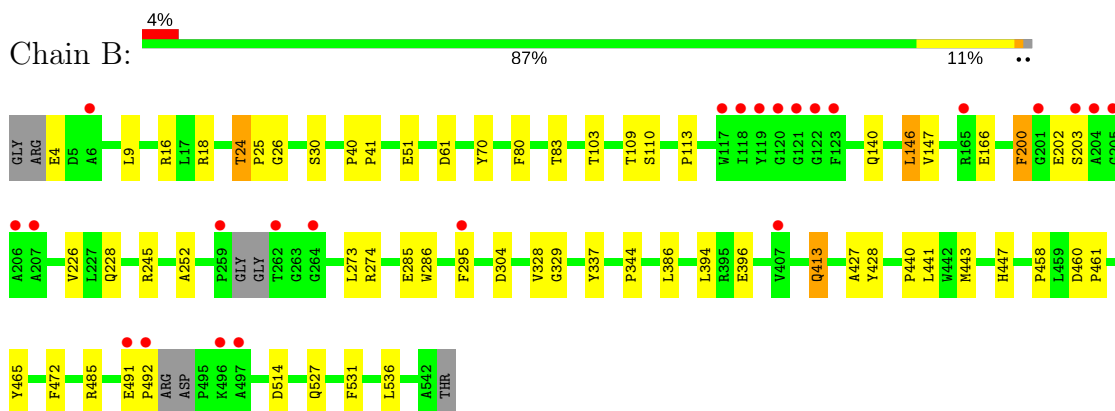 4%
Chain B:
87% 11% ••
GLY ARG E4 D5 A6 L9 R16 L17 R18 T24 P25 G26 S30 P40 P41 E51 D61 Y70 F80 T83 T103 T109 S110 P113 W117 I118 Y119 G120 G121 G122 F123 Q140 L146 V147 R165 E166 F200 G201 E202 S203 A204 G205
A206 A207 V226 L227 Q228 R245 A252 P259 GLY GLY T262 G263 G264 L273 R274 E285 W286 F295 D304 V328 G329 Y337 P344 L386 L394 R395 E396 V407 Q413 A427 Y428 P440 L441 W442 M443 H447 P458 L459 D460 P461
Y465 F472 R485 E491 P492 ARG ASP P495 K496 A497 D514 Q527 F531 L536 A542 THR